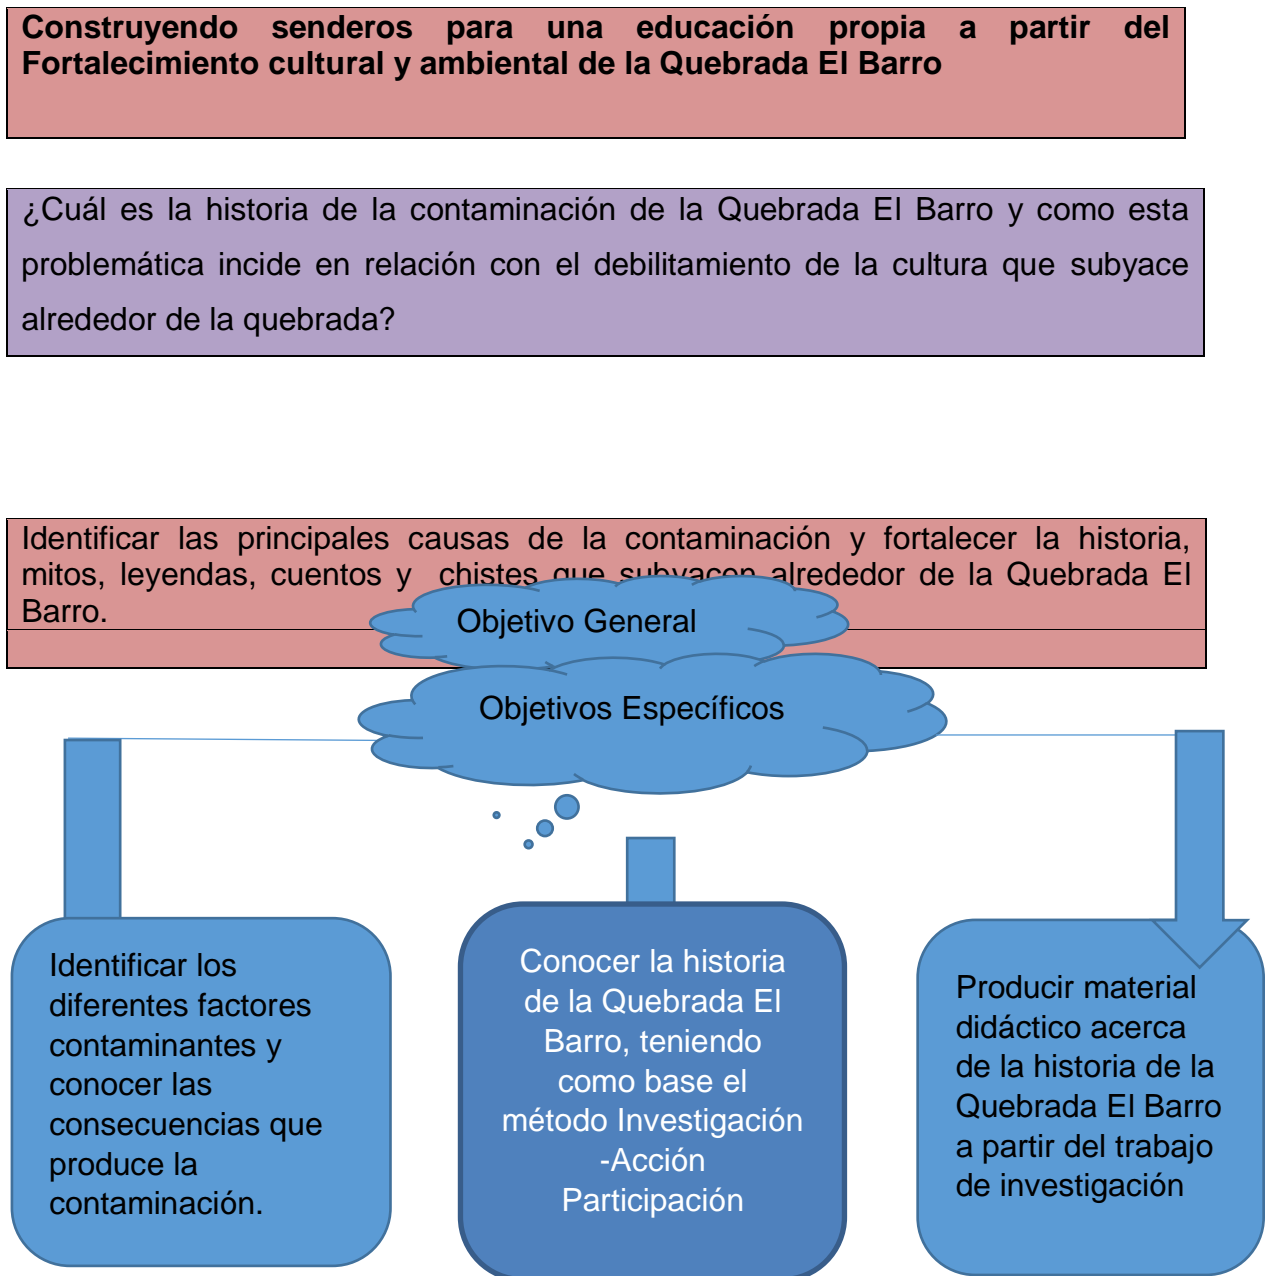 Construyendo senderos para una educación propia a partir del
Fortalecimiento cultural y ambiental de la Quebrada El Barro
¿Cuál es la historia de la contaminación de la Quebrada El Barro y como esta
problemática incide en relación con el debilitamiento de la cultura que subyace
alrededor de la quebrada?
Identificar las principales causas de la contaminación y fortalecer la historia,
mitos, leyendas, cuentos y chistes que subyacen alrededor de la Quebrada El
Barro.
Objetivo General
Objetivos Específicos
Identificar los
diferentes factores
contaminantes y
conocer las
consecuencias que
produce la
contaminación.
Conocer la historia
de la Quebrada El
Barro, teniendo
como base el
método Investigación
-Acción
Participación
Producir material
didáctico acerca
de la historia de la
Quebrada El Barro
a partir del trabajo
de investigación